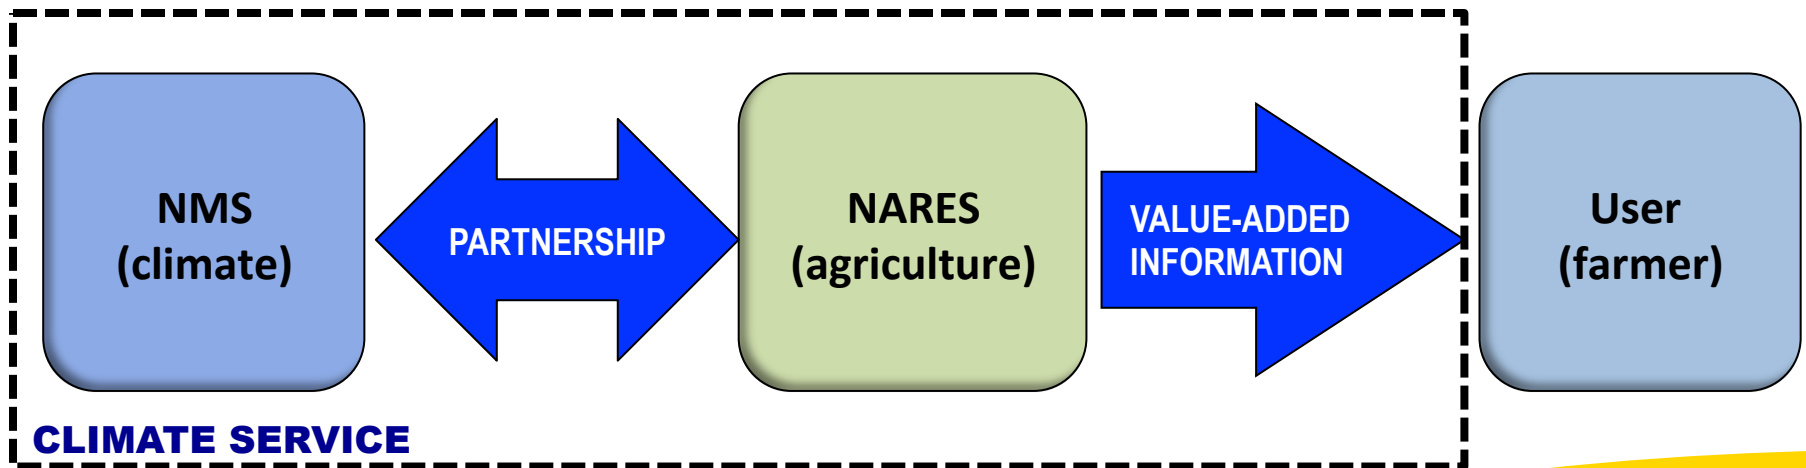 NMS
(climate)
PARTNERSHIP
NARES
(agriculture)
VALUE-ADDED
INFORMATION
User
(farmer)
CLIMATE SERVICE